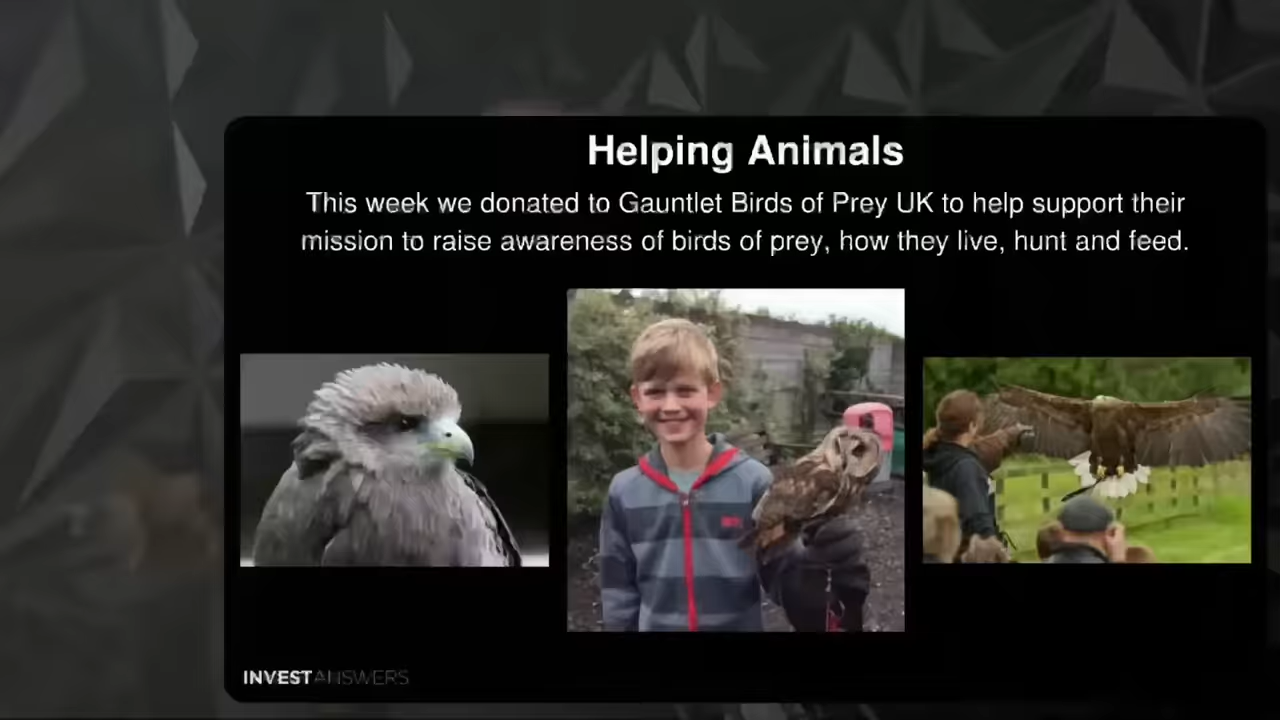 Helping Animals
This week we donated to Gauntlet Birds of Prey UK to help support their
mission to raise awareness of birds of prey, how they live, hunt and feed.
INVESTANSWERS